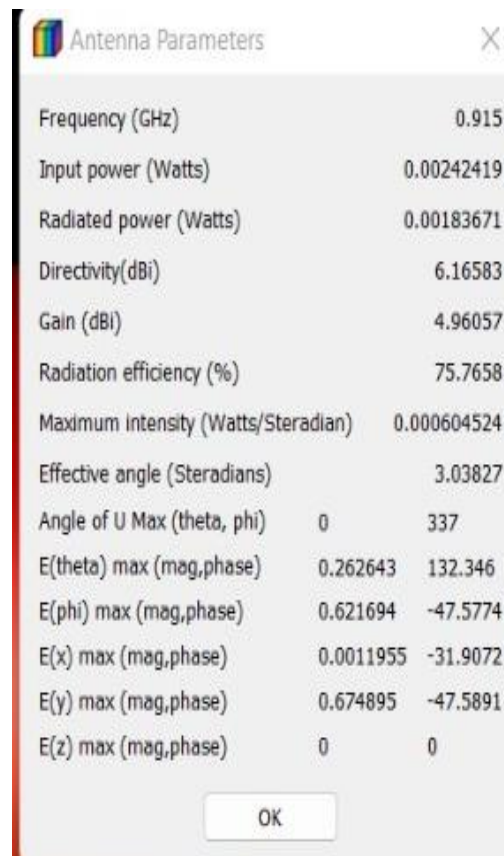 Antenna Parameters
Frequency (GHz) 0.915
Input power (Watts) 0.00242419
Radiated power (Watts) 0.00183671
Directivity(dBi) 6.16583
Gain (dBi) 4.96057
Radiation efficiency (%) 75.7658
Maximum intensity (Watts/Steradian) 0.000604524
Effective angle (Steradians) 3.03827
Angle of U Max (theta, phi) 0 337
E(theta) max (mag,phase) 0.262643 132.346
E(phi) max (mag,phase) 0.621694 -47.5774
E(x) max (mag,phase) 0.0011955 -31.9072
E(y) max (mag,phase) 0.674895 -47.5891
E(z) max (mag,phase) 0 0
OK